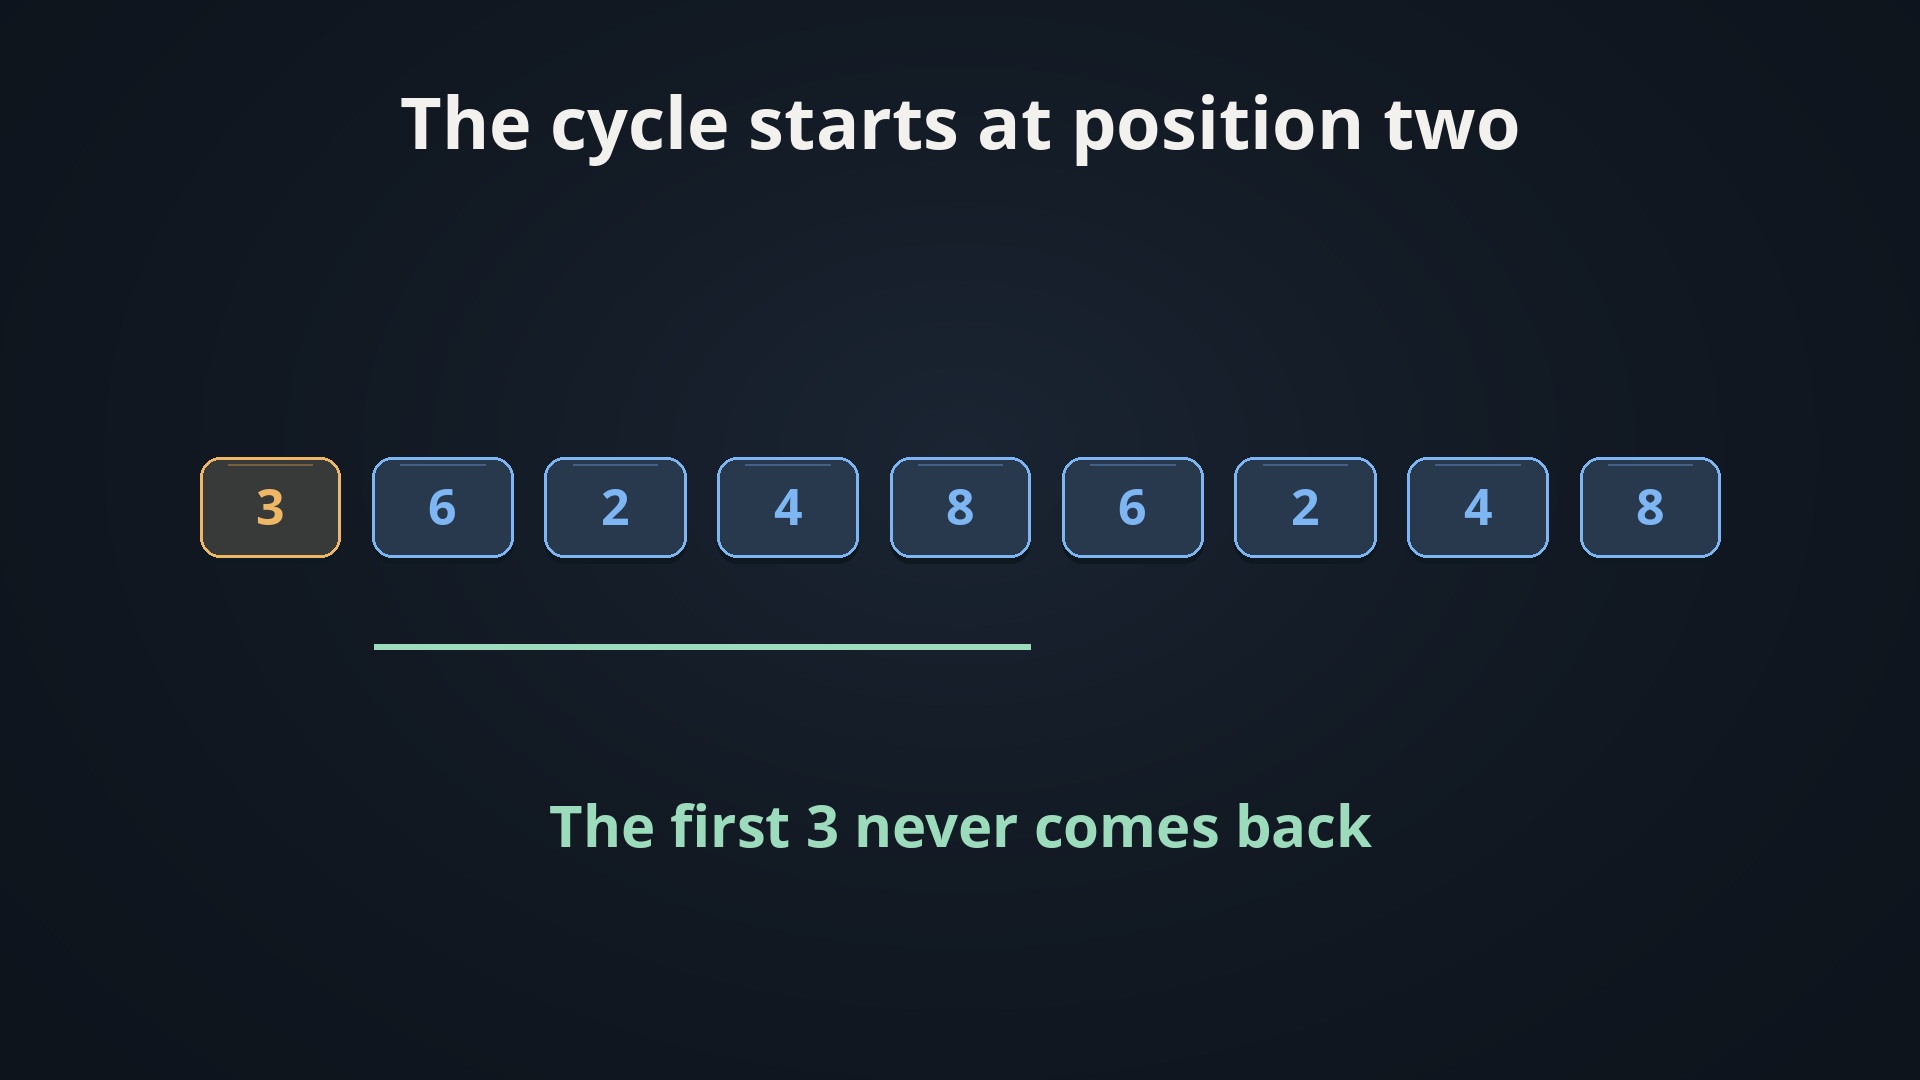 The cycle starts at position two
3 6 2 4 8 6 2 4 8
The first 3 never comes back